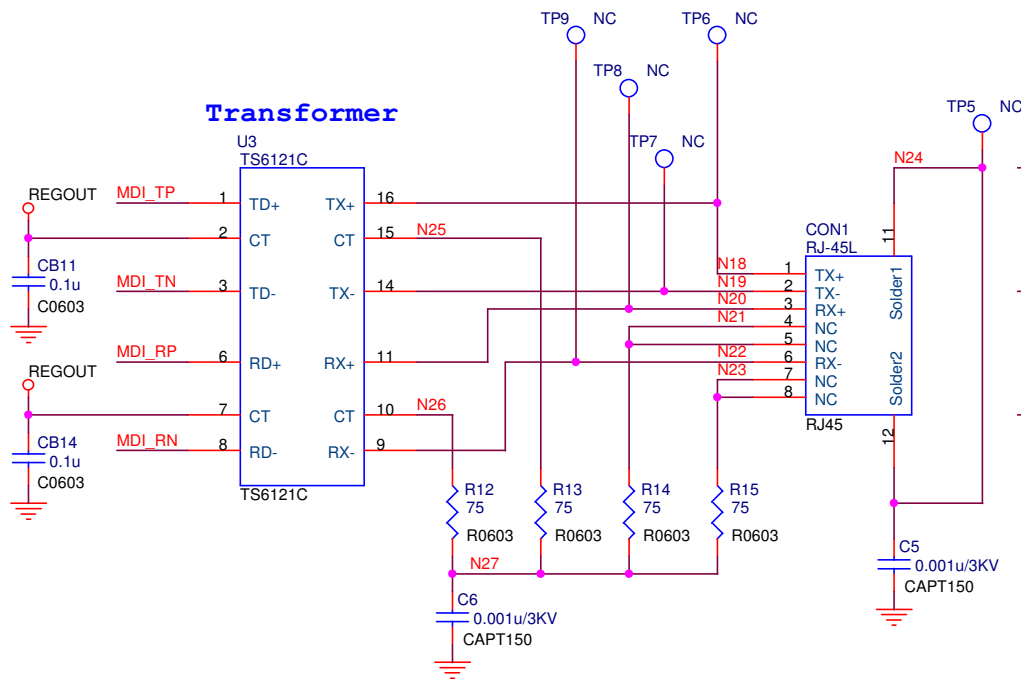 TP9 NC
TP6 NC
TP8 NC
TP5 NC
Transformer
TP7 NC
U3
TS6121C
N24
REGOUT
MDI_TP
1 TD+
TX+ 16
2 CT
CT 15
N25
CON1
RJ-45L
11
CB11
0.1u
C0603
MDI_TN
3 TD-
TX- 14
N18
1 TX+
N19
2 TX-
N20
3 RX+
N21
4 NC
5 NC
N22
6 RX-
N23
7 NC
8 NC
Solder1
Solder2
RJ45
12
REGOUT
MDI_RP
6 RD+
RX+ 11
7 CT
CT 10
N26
CB14
0.1u
C0603
MDI_RN
8 RD-
RX- 9
TS6121C
R12
75
R0603
R13
75
R0603
R14
75
R0603
R15
75
R0603
N27
C6
0.001u/3KV
CAPT150
C5
0.001u/3KV
CAPT150